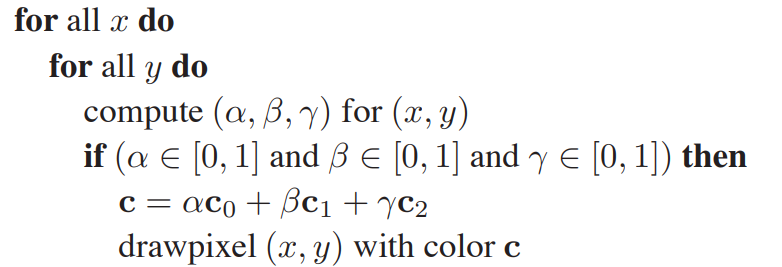 for all x do
for all y do
compute (α, β, γ) for (x, y)
if (α ∈ [0, 1] and β ∈ [0, 1] and γ ∈ [0, 1]) then
c = αc₀ + βc₁ + γc₂
drawpixel (x, y) with color c